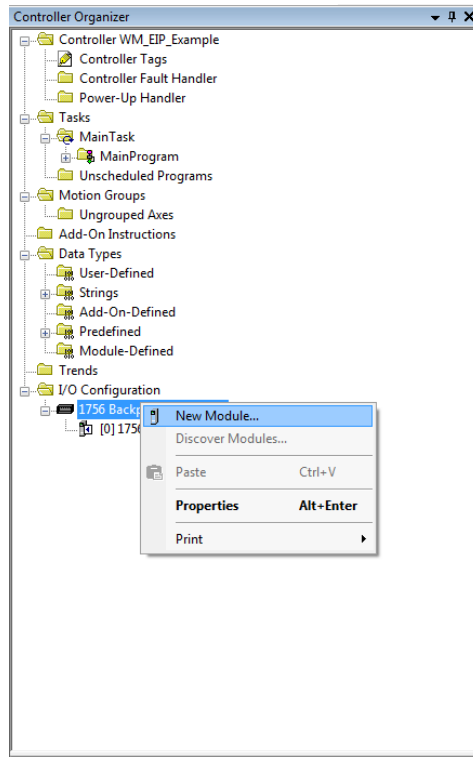 Controller Organizer
Controller WM_EIP_Example
Controller Tags
Controller Fault Handler
Power-Up Handler
Tasks
MainTask
MainProgram
Unscheduled Programs
Motion Groups
Ungrouped Axes
Add-On Instructions
Data Types
User-Defined
Strings
Add-On-Defined
Predefined
Module-Defined
Trends
I/O Configuration
1756
New Module...
[0] 1756
Discover Modules...
Paste Ctrl+V
Properties Alt+Enter
Print